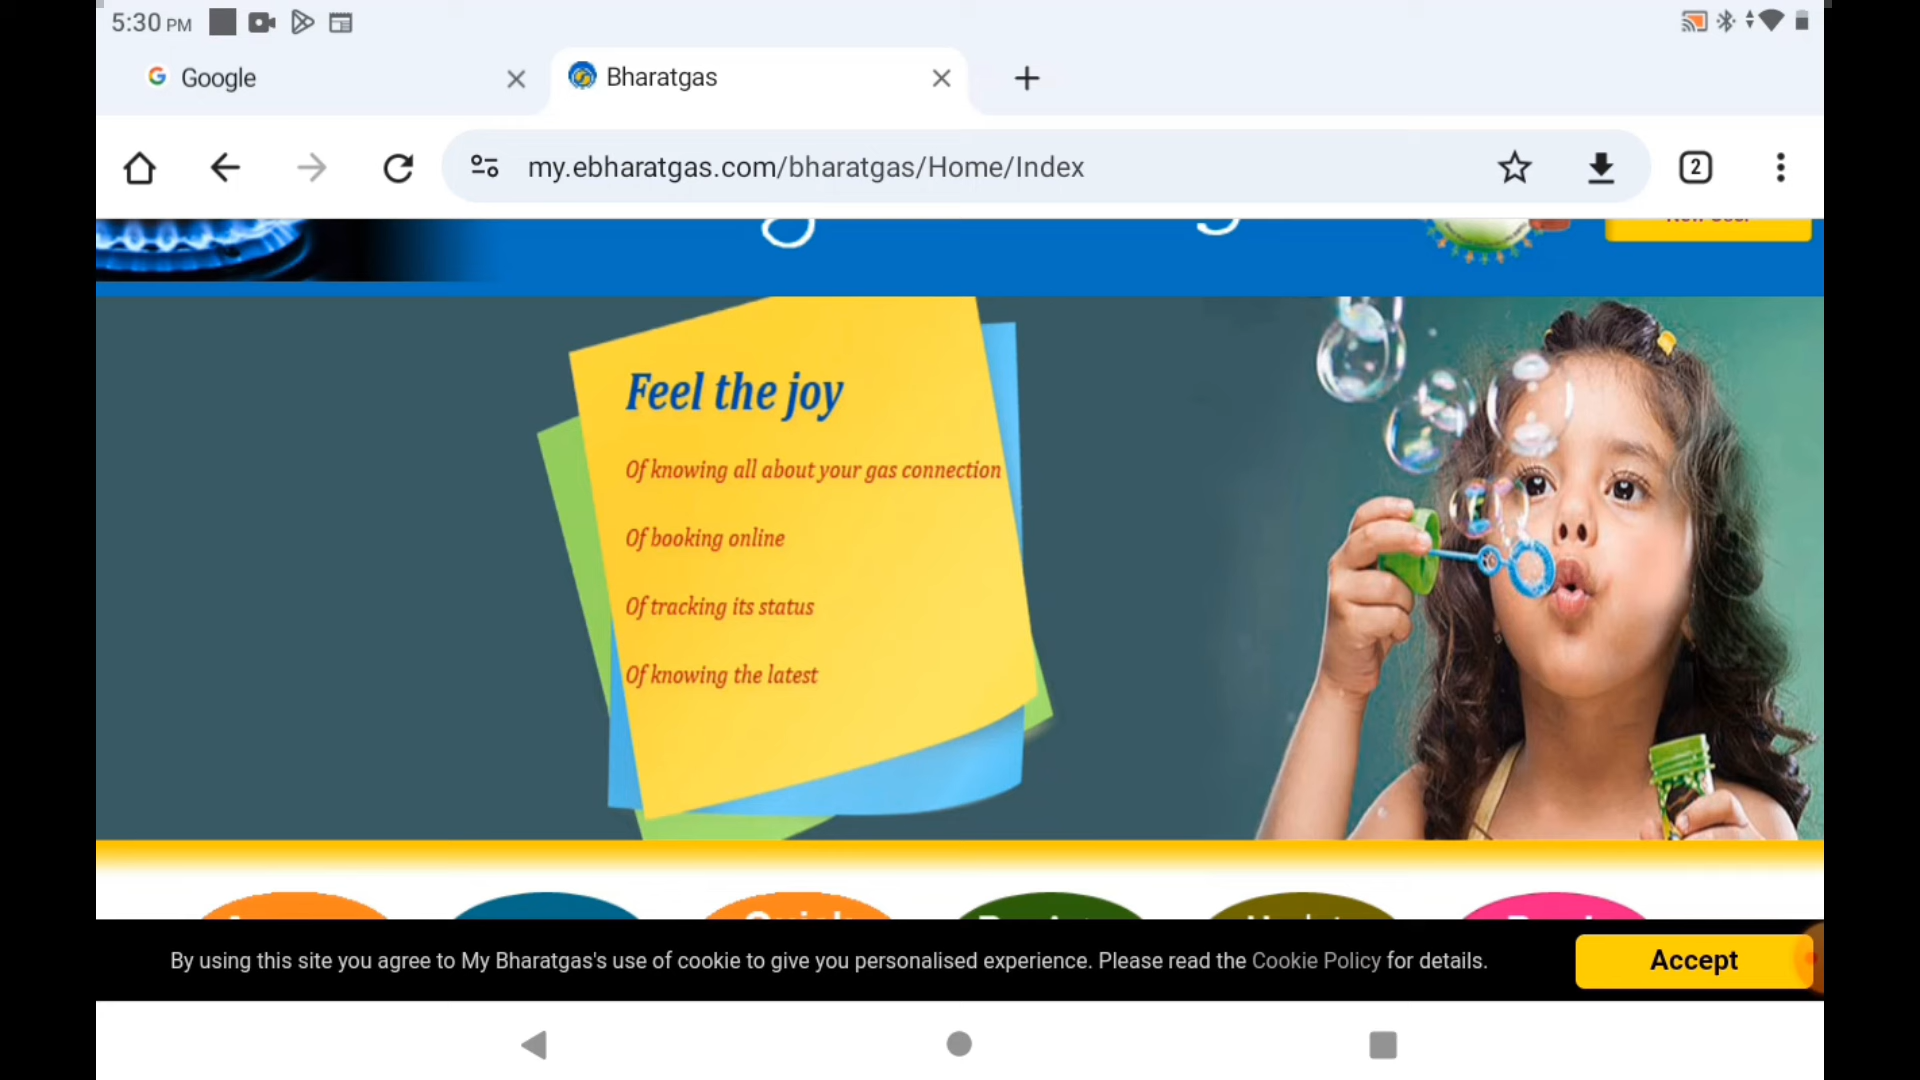 5:30 PM
Google
Bharatgas
my.ebharatgas.com/bharatgas/Home/Index
2
Feel the joy
Of knowing all about your gas connection
Of booking online
Of tracking its status
Of knowing the latest
By using this site you agree to My Bharatgas's use of cookie to give you personalised experience. Please read the Cookie Policy for details.
Accept